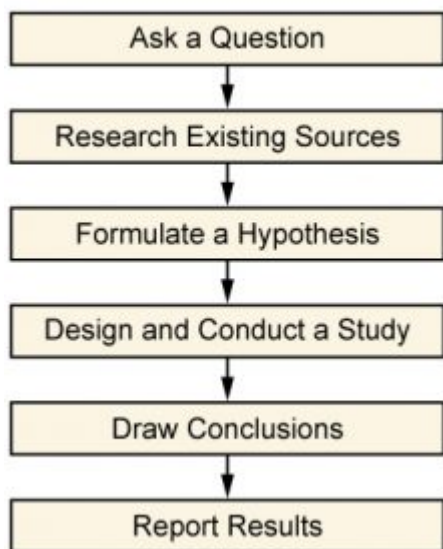 Ask a Question
Research Existing Sources
Formulate a Hypothesis
Design and Conduct a Study
Draw Conclusions
Report Results